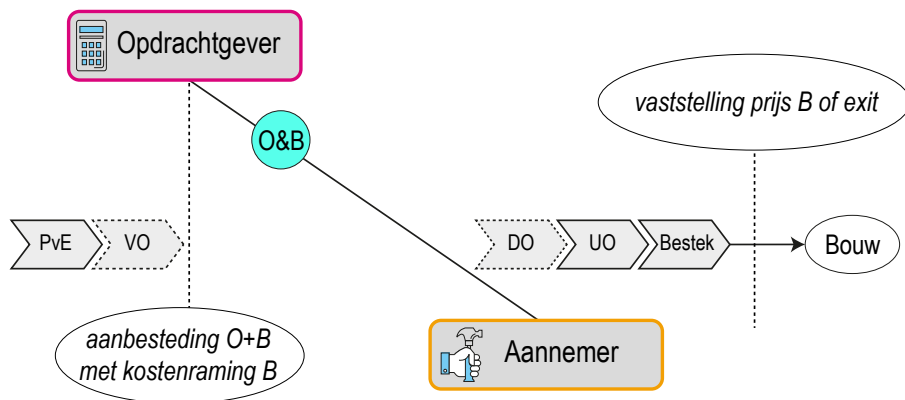 Opdrachtgever
O&B
vaststelling prijs B of exit
PvE
VO
DO
UO
Bestek
Bouw
aanbesteding O+B
met kostenraming B
Aannemer